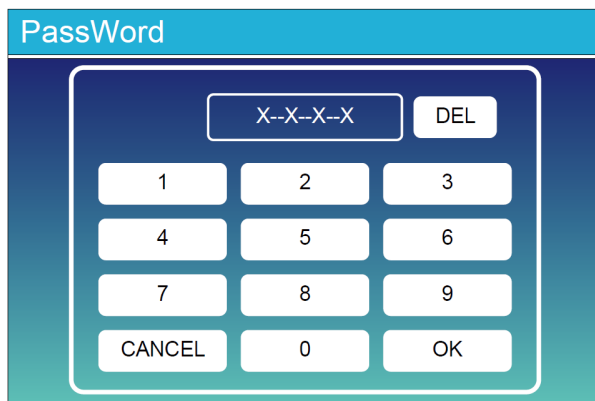 PassWord
X--X--X--X DEL
1 2 3
4 5 6
7 8 9
CANCEL 0 OK